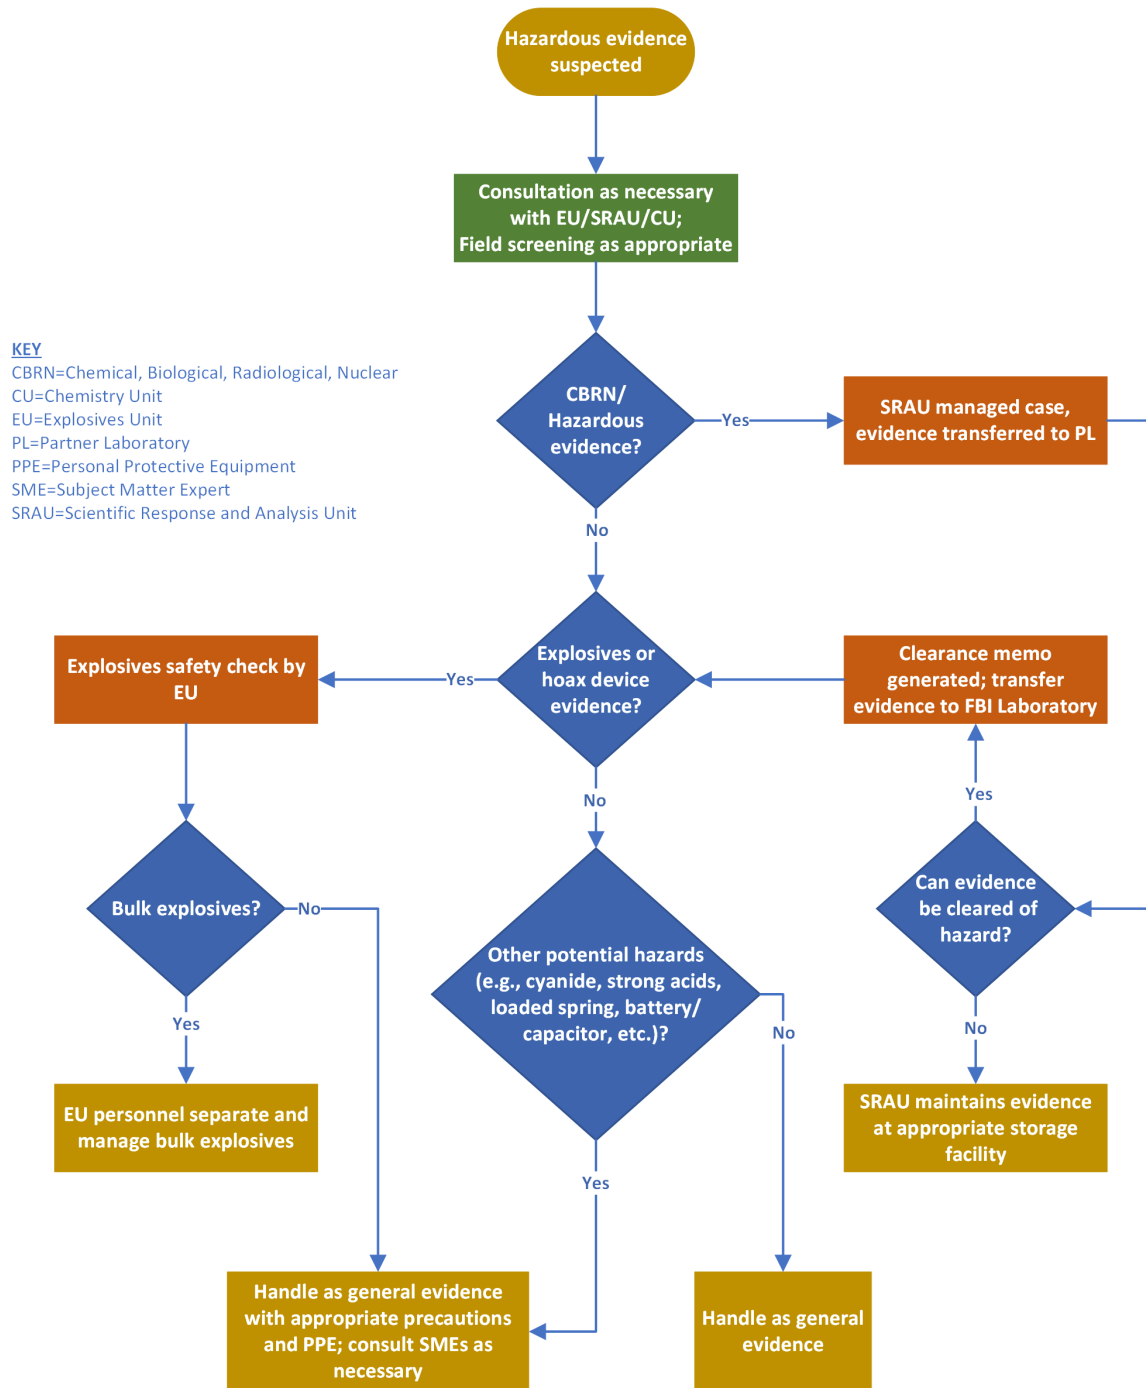 Hazardous evidence
suspected
Consultation as necessary
with EU/SRAU/CU;
Field screening as appropriate
KEY
CBRN=Chemical, Biological, Radiological, Nuclear
CU=Chemistry Unit
EU=Explosives Unit
PL=Partner Laboratory
PPE=Personal Protective Equipment
SME=Subject Matter Expert
SRAU=Scientific Response and Analysis Unit
CBRN/
Hazardous
evidence?
Yes
SRAU managed case,
evidence transferred to PL
No
Explosives safety check by
EU
Yes
Explosives or
hoax device
evidence?
Clearance memo
generated; transfer
evidence to FBI Laboratory
No
Yes
Bulk explosives?
No
Can evidence
be cleared of
hazard?
Other potential hazards
(e.g., cyanide, strong acids,
loaded spring, battery/
capacitor, etc.)?
Yes
No
No
EU personnel separate and
manage bulk explosives
SRAU maintains evidence
at appropriate storage
facility
Yes
Handle as general evidence
with appropriate precautions
and PPE; consult SMEs as
necessary
Handle as general
evidence